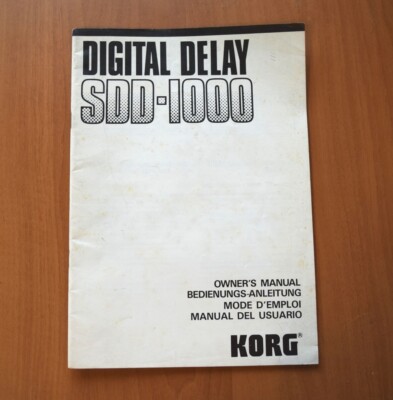 DIGITAL DELAY
SDD-1000
OWNER'S MANUAL
BEDIENUNGS-ANLEITUNG
MODE D'EMPLOI
MANUAL DEL USUARIO
KORG®